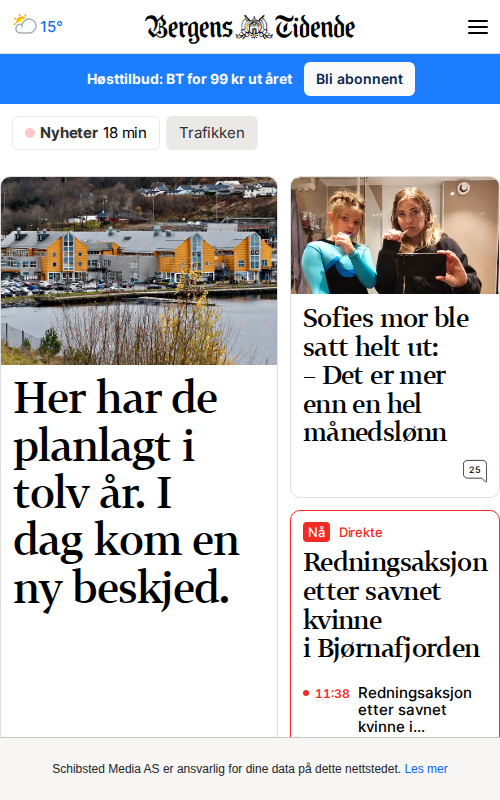 15°
Bergens Tidende
Høsttilbud: BT for 99 kr ut året
Bli abonnent
Nyheter 18 min
Trafikken
Her har de
planlagt i
tolv år. I
dag kom en
ny beskjed.
Sofies mor ble
satt helt ut:
– Det er mer
enn en hel
månedslønn
25
Nå Direkte
Redningsaksjon
etter savnet
kvinne
i Bjørnafjorden
11:38 Redningsaksjon
etter savnet
kvinne i...
Schibsted Media AS er ansvarlig for dine data på dette nettstedet. Les mer